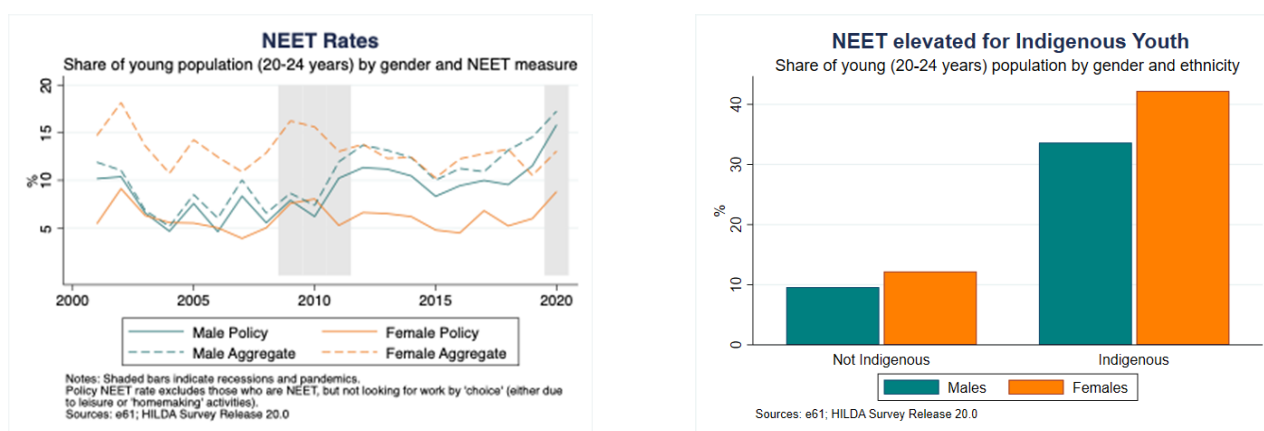 NEET Rates
Share of young population (20-24 years) by gender and NEET measure
20
15
10
5
%
2000 2005 2010 2015 2020
Male Policy Female Policy
Male Aggregate Female Aggregate
Notes: Shaded bars indicate recessions and pandemics.
Policy NEET rate excludes those who are NEET, but not looking for work by 'choice' (either due
to leisure or 'homemaking' activities).
Sources: e61; HILDA Survey Release 20.0
NEET elevated for Indigenous Youth
Share of young (20-24 years) population by gender and ethnicity
40
30
20
10
0
%
Not Indigenous Indigenous
Males Females
Sources: e61; HILDA Survey Release 20.0